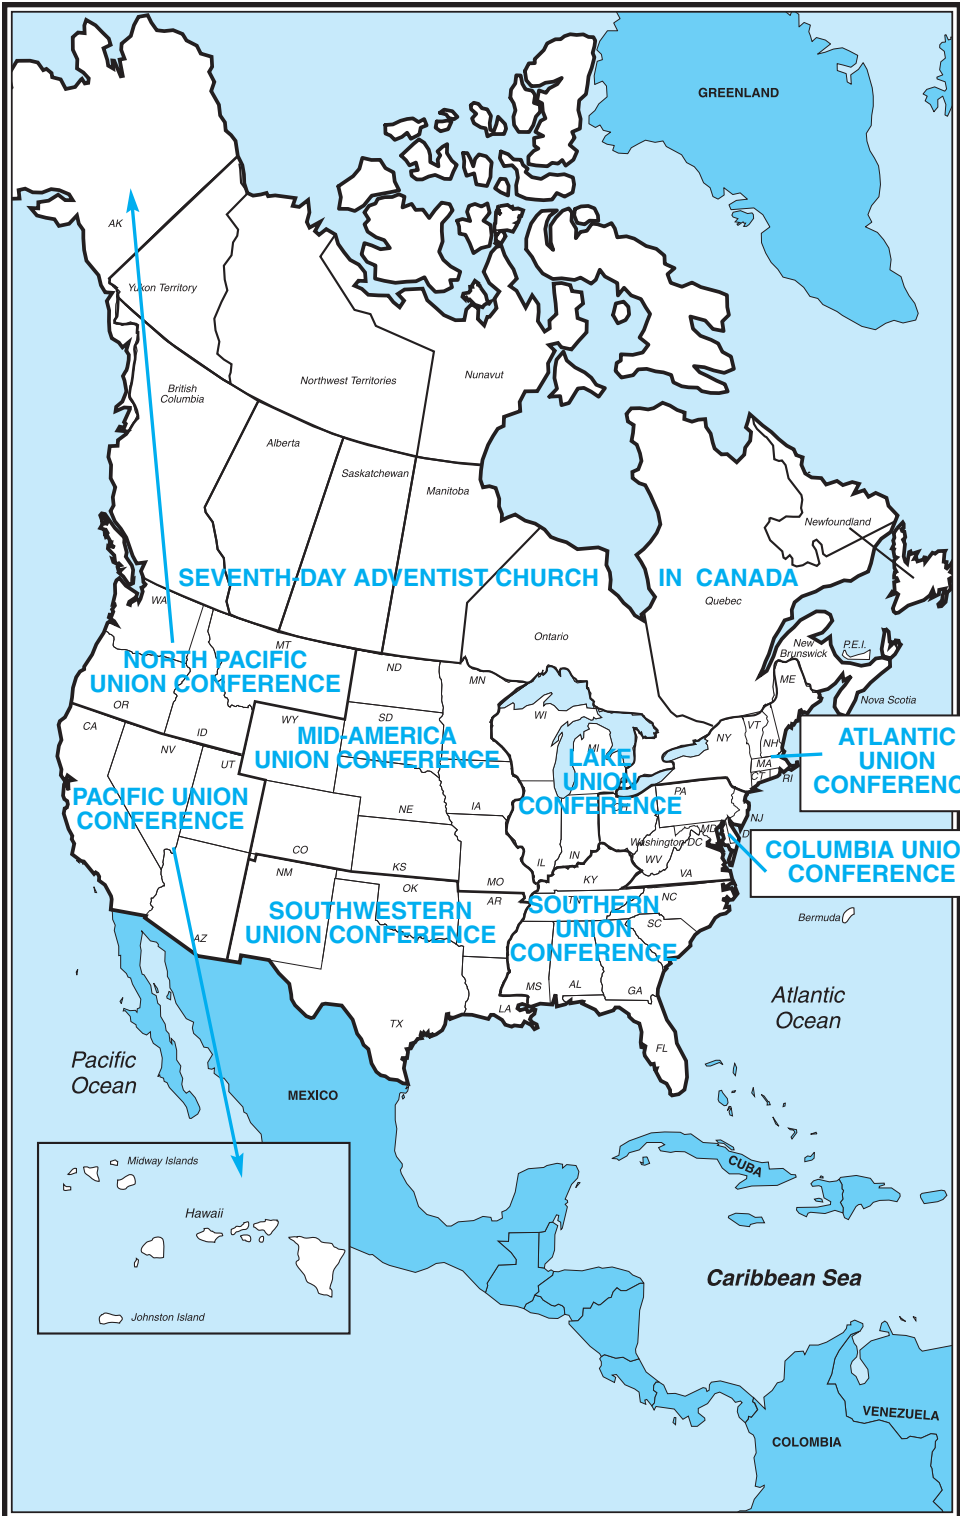 GREENLAND
AK
Yukon Territory
Northwest Territories
Nunavut
British
Columbia
Alberta
Saskatchewan
Manitoba
Newfoundland
SEVENTH-DAY ADVENTIST CHURCH IN CANADA
Quebec
Ontario
New
Brunswick
P.E.I.
Nova Scotia
WA
MT
ND
MN
NORTH PACIFIC
UNION CONFERENCE
OR
ID
WY
SD
WI
MI
ME
VT
NH
NY
MA
CT
RI
ATLANTIC
UNION
CONFERENC
CA
NV
UT
MID-AMERICA
UNION CONFERENCE
LAKE
UNION
CONFERENCE
PACIFIC UNION
CONFERENCE
NE
IA
PA
NJ
MD
D
Washington DC
WV
VA
COLUMBIA UNIO
CONFERENCE
CO
KS
MO
IL
IN
KY
NM
OK
AR
TN
NC
SC
SOUTHWESTERN
UNION CONFERENCE
SOUTHERN
UNION
CONFERENCE
AZ
TX
LA
MS
AL
GA
FL
Bermuda
Atlantic
Ocean
Pacific
Ocean
MEXICO
CUBA
Midway Islands
Hawaii
Johnston Island
Caribbean Sea
VENEZUELA
COLOMBIA